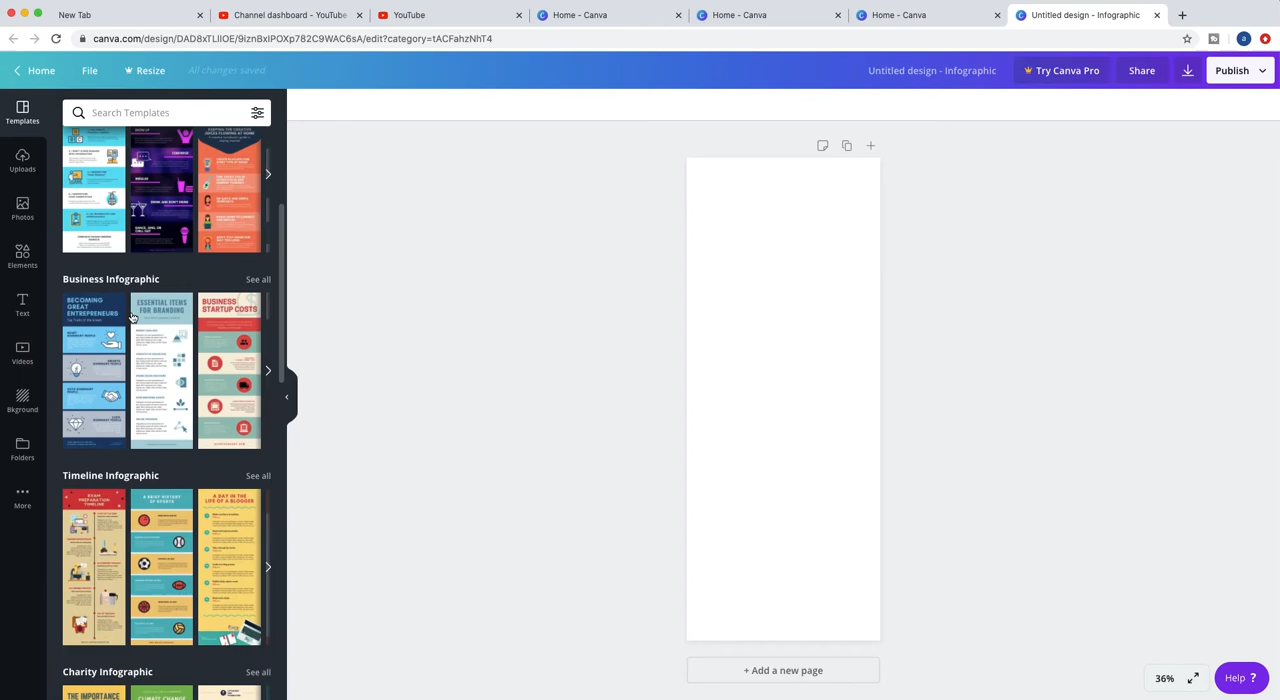 New Tab
Channel dashboard - YouTube
YouTube
Home - Canva
Home - Canva
Home - Canva
Untitled design - Infographic
canva.com/design/DAD8xTLlIOE/9iznBxIPOXp782C9WAC6sA/edit?category=tACFahzNhT4
a
Home
File
Resize
All changes saved
Untitled design - Infographic
Try Canva Pro
Share
Publish
Templates
Uploads
Photos
Elements
Text
Videos
Bkground
Folders
More
Search Templates
Business Infographic
See all
BECOMING
GREAT
ENTREPRENEURS
ESSENTIAL ITEMS
FOR BRANDING
BUSINESS
STARTUP COSTS
Timeline Infographic
See all
EXAM
PREPARATION
TIMELINE
A BRIEF HISTORY
OF SPORTS
A DAY IN THE
LIFE OF A BLOGGER
Charity Infographic
See all
THE IMPORTANCE
CLIMATE CHANGE
+ Add a new page
36%
Help ?